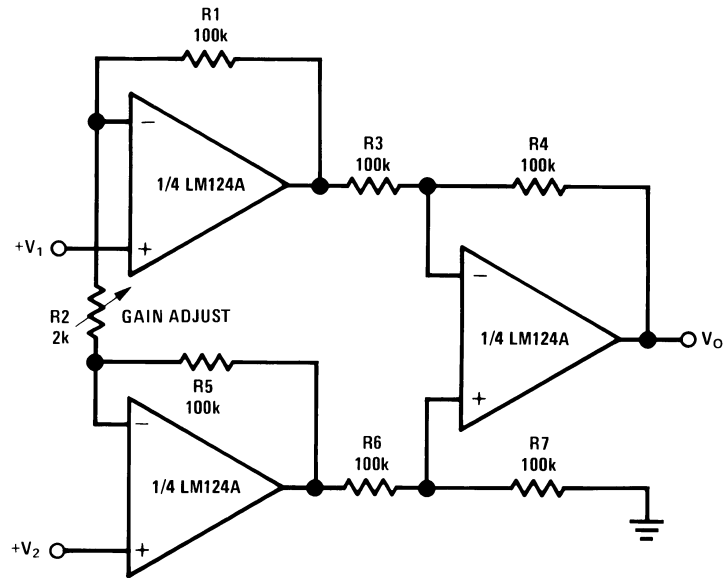 R1
100k
−
1/4 LM124A
+V1
+
R3
100k
R4
100k
R2
2k
GAIN ADJUST
−
1/4 LM124A
+
VO
R5
100k
−
1/4 LM124A
+V2
+
R6
100k
R7
100k